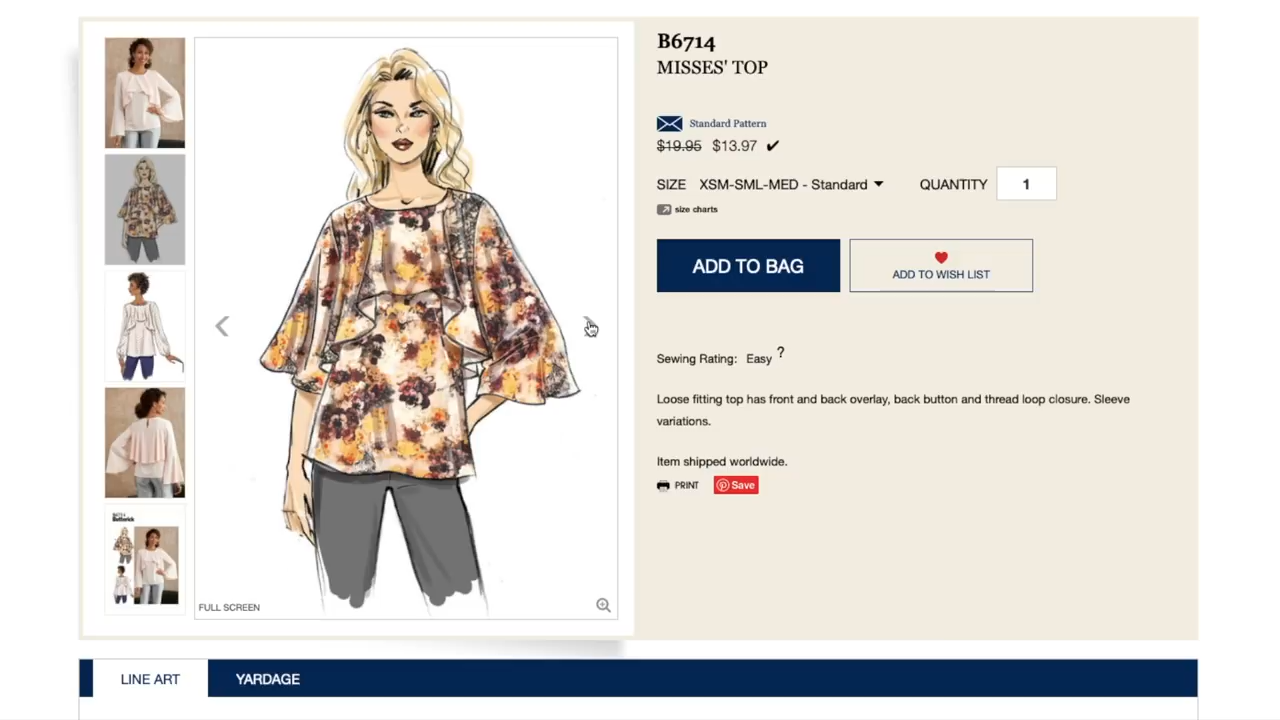 B6714
MISSES' TOP
Standard Pattern
$19.95 $13.97 ✔
SIZE XSM-SML-MED - Standard QUANTITY 1
size charts
ADD TO BAG
ADD TO WISH LIST
Sewing Rating: Easy ?
Loose fitting top has front and back overlay, back button and thread loop closure. Sleeve
variations.
Item shipped worldwide.
PRINT Save
B6714
Butterick
FULL SCREEN
LINE ART YARDAGE